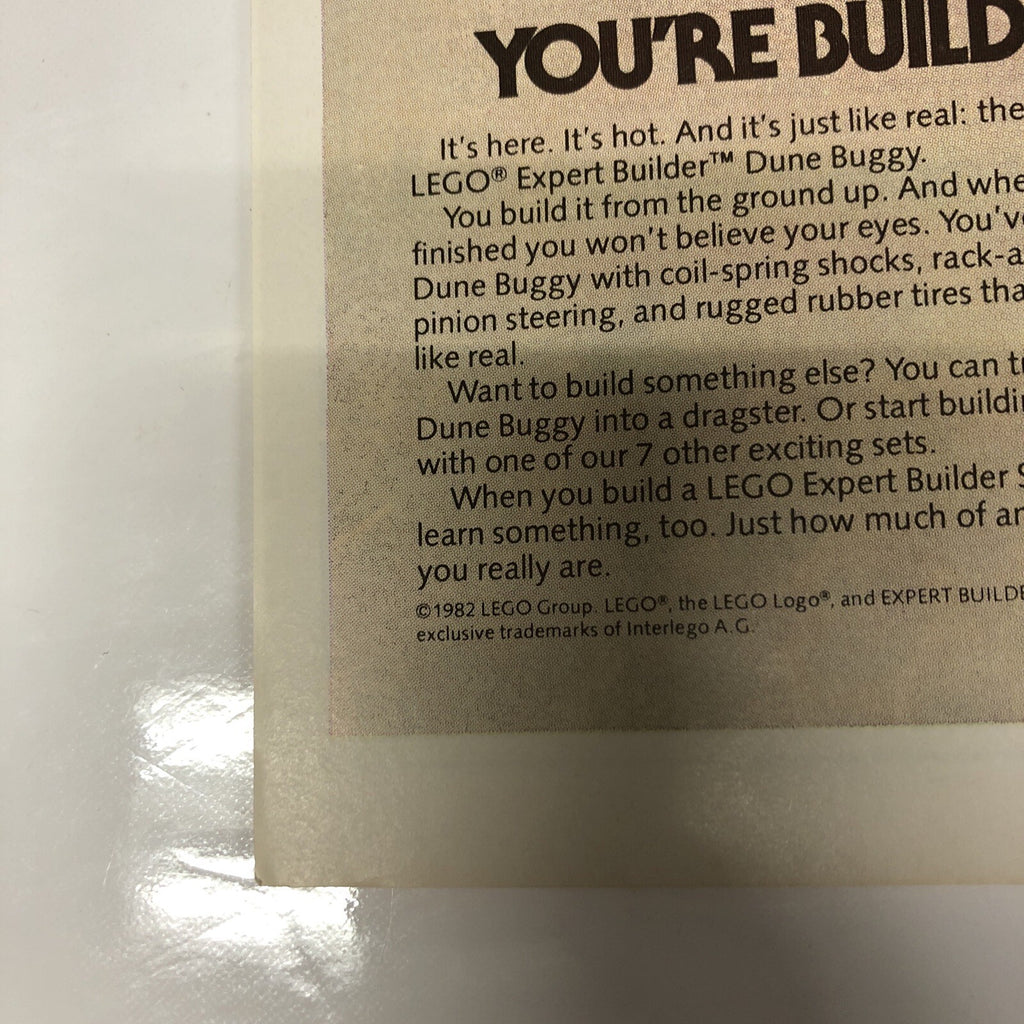 YOU'RE BUILD
It's here. It's hot. And it's just like real: the
LEGO® Expert Builder™ Dune Buggy.
You build it from the ground up. And whe
finished you won't believe your eyes. You'v
Dune Buggy with coil-spring shocks, rack-a
pinion steering, and rugged rubber tires tha
like real.
Want to build something else? You can t
Dune Buggy into a dragster. Or start buildi
with one of our 7 other exciting sets.
When you build a LEGO Expert Builder S
learn something, too. Just how much of an
you really are.
©1982 LEGO Group. LEGO®, the LEGO Logo®, and EXPERT BUILDE
exclusive trademarks of Interlego A.G.